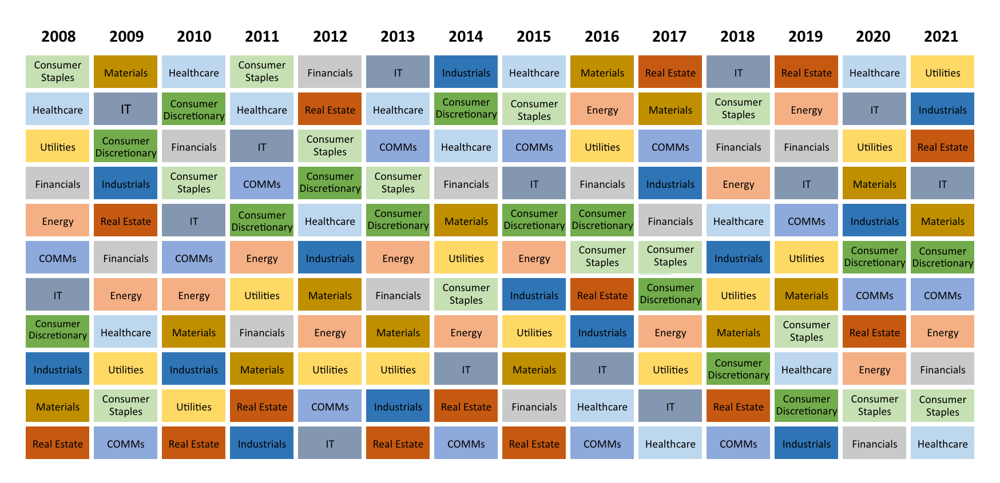 2008 2009 2010 2011 2012 2013 2014 2015 2016 2017 2018 2019 2020 2021
Consumer Staples Materials Healthcare Consumer Staples Financials IT Industrials Healthcare Materials Real Estate IT Real Estate Healthcare Utilities
Healthcare IT Consumer Discretionary Healthcare Real Estate Healthcare Consumer Discretionary Consumer Staples Energy Materials Consumer Staples Energy IT Industrials
Utilities Consumer Discretionary Financials IT Consumer Staples COMMs Healthcare COMMs Utilities COMMs Financials Financials Utilities Real Estate
Financials Industrials Consumer Staples COMMs Consumer Discretionary Consumer Staples Financials IT Financials Industrials Energy IT Materials IT
Energy Real Estate IT Consumer Discretionary Healthcare Consumer Discretionary Materials Consumer Discretionary Consumer Discretionary Financials Healthcare COMMs Industrials Materials
COMMs Financials COMMs Energy Industrials Energy Utilities Energy Consumer Staples Consumer Staples Industrials Utilities Consumer Discretionary Consumer Discretionary
IT Energy Energy Utilities Materials Financials Consumer Staples Industrials Real Estate Consumer Discretionary Utilities Materials COMMs COMMs
Consumer Discretionary Healthcare Materials Financials Energy Materials Energy Utilities Industrials Energy Materials Consumer Staples Real Estate Energy
Industrials Utilities Industrials Materials Utilities Utilities IT Materials IT Utilities Consumer Discretionary Healthcare Energy Financials
Materials Consumer Staples Utilities Real Estate COMMs Industrials Real Estate Financials Healthcare IT Real Estate Consumer Discretionary Consumer Staples Consumer Staples
Real Estate COMMs Real Estate Industrials IT Real Estate COMMs Real Estate COMMs Healthcare COMMs Industrials Financials Healthcare